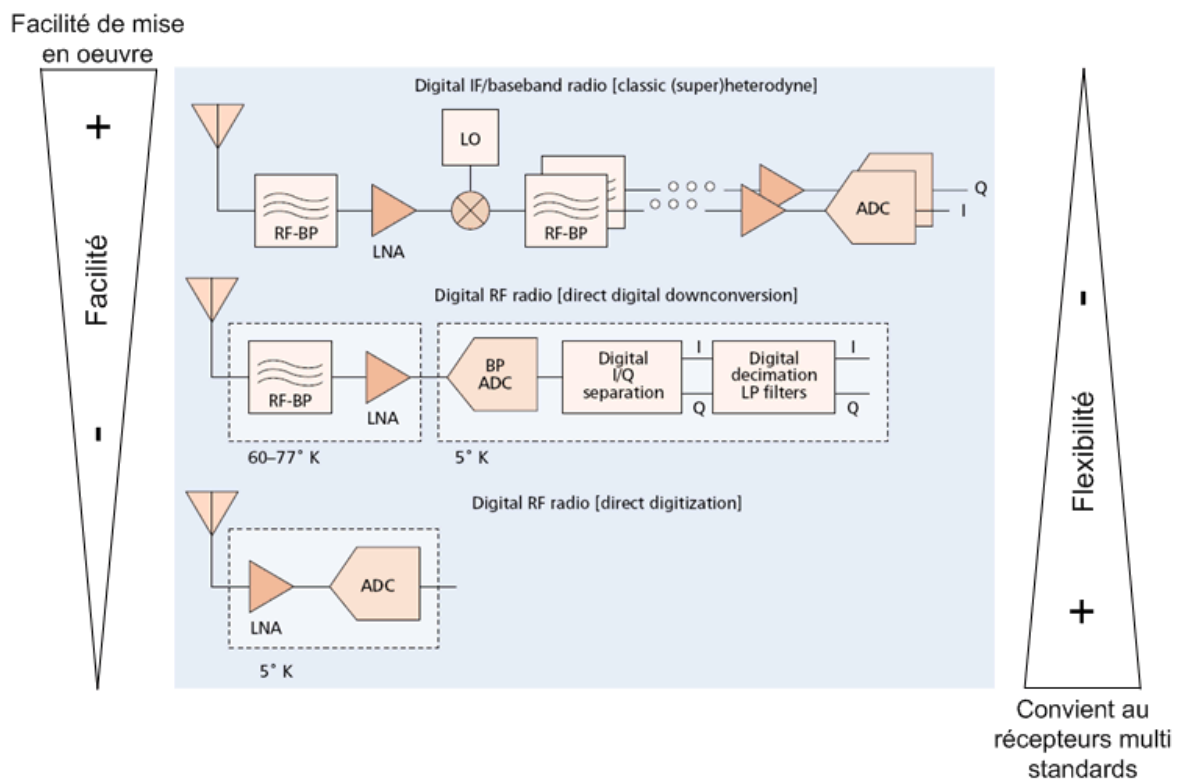 Facilité de mise
en oeuvre
+
Facilité
-
Digital IF/baseband radio [classic (super)heterodyne]
LO
RF-BP
LNA
RF-BP
ADC
Q
I
Digital RF radio [direct digital downconversion]
RF-BP
LNA
60–77° K
BP
ADC
Digital
I/Q
separation
I
Q
Digital
decimation
LP filters
I
Q
5° K
Digital RF radio [direct digitization]
LNA
ADC
5° K
-
Flexibilité
+
Convient au
récepteurs multi
standards